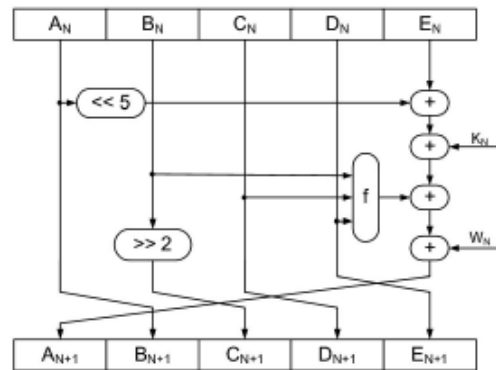 A_N B_N C_N D_N E_N
<< 5 +
+ K_N
f +
>> 2 + W_N
A_N+1 B_N+1 C_N+1 D_N+1 E_N+1